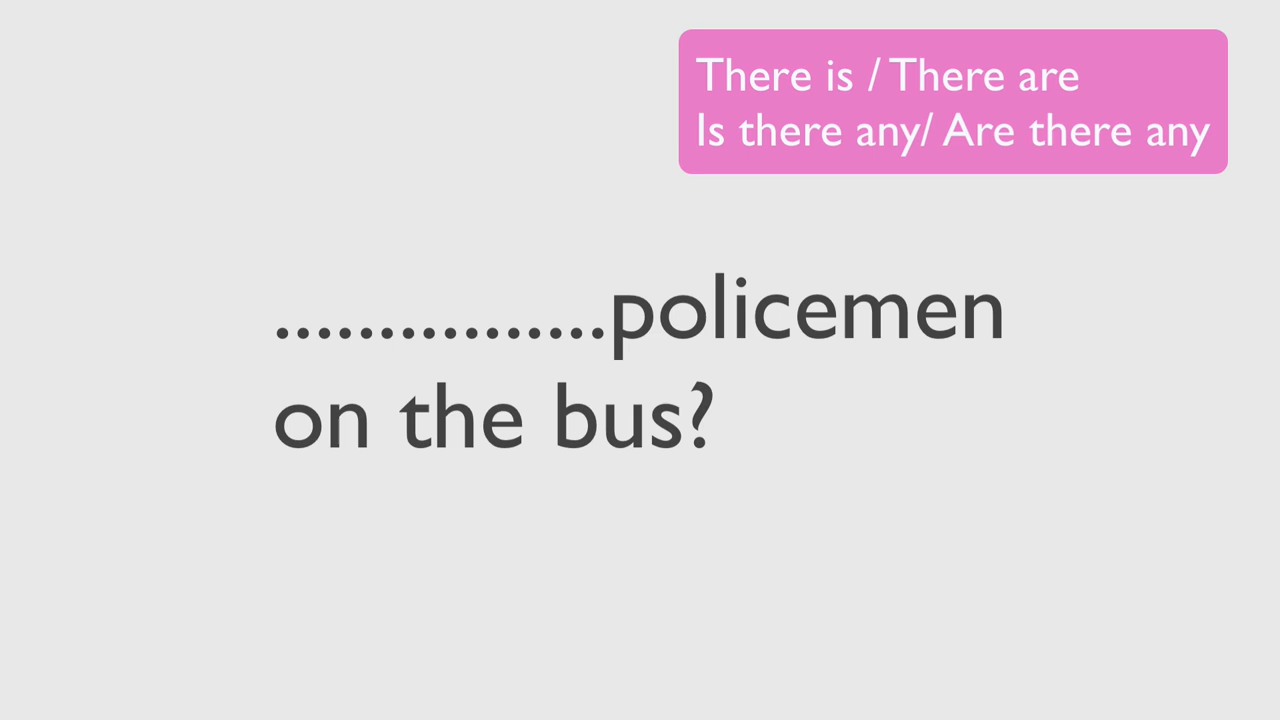 There is / There are
Is there any/ Are there any
................policemen
on the bus?